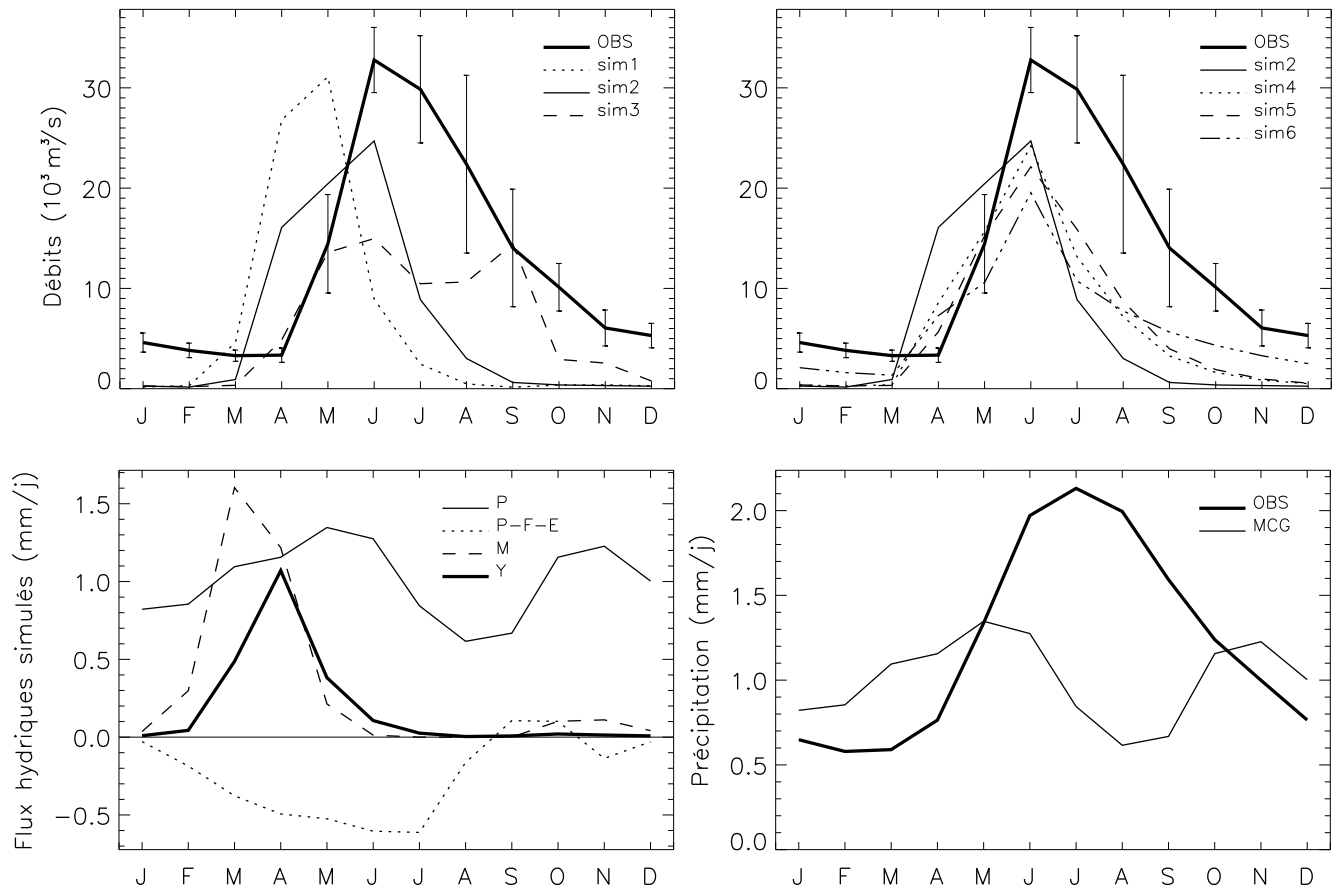 Débits (10³ m³/s)
30
20
10
0
OBS
sim1
sim2
sim3
J F M A M J J A S O N D
30
20
10
0
OBS
sim2
sim4
sim5
sim6
J F M A M J J A S O N D
Flux hydriques simulés (mm/j)
1.5
1.0
0.5
0.0
−0.5
P
P−F−E
M
Y
J F M A M J J A S O N D
Précipitation (mm/j)
2.0
1.5
1.0
0.5
0.0
OBS
MCG
J F M A M J J A S O N D